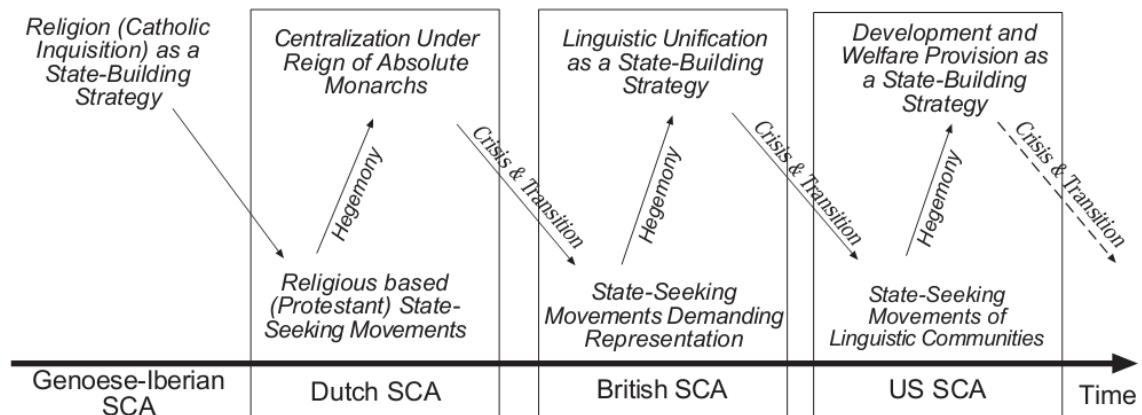 Religion (Catholic
Inquisition) as a
State-Building
Strategy
Centralization Under
Reign of Absolute
Monarchs
Linguistic Unification
as a State-Building
Strategy
Development and
Welfare Provision as
a State-Building
Strategy
Hegemony
Crisis & Transition
Hegemony
Crisis & Transition
Hegemony
Crisis & Transition
Religious based
(Protestant) State-
Seeking Movements
State-Seeking
Movements Demanding
Representation
State-Seeking
Movements of
Linguistic Communities
Genoese-Iberian
SCA
Dutch SCA
British SCA
US SCA
Time